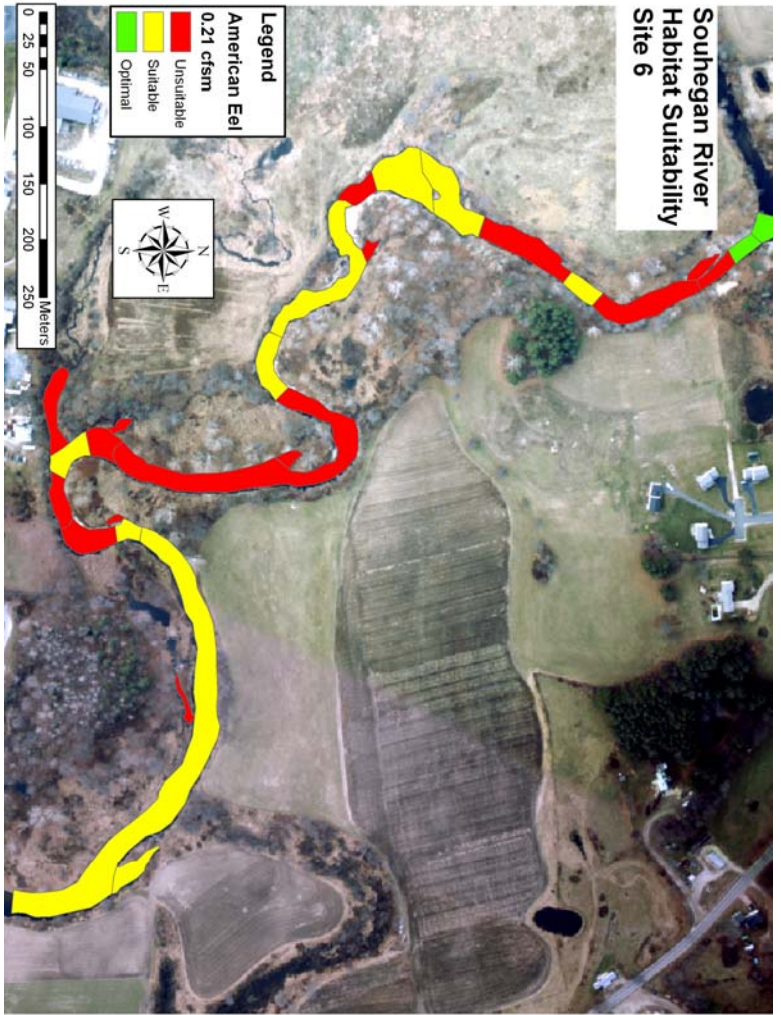 Souhegan River
Habitat Suitability
Site 6
Legend
American Eel
0.21 cfsm
Unsuitable
Suitable
Optimal
N
W
E
S
Meters
0 25 50 100 150 200 250